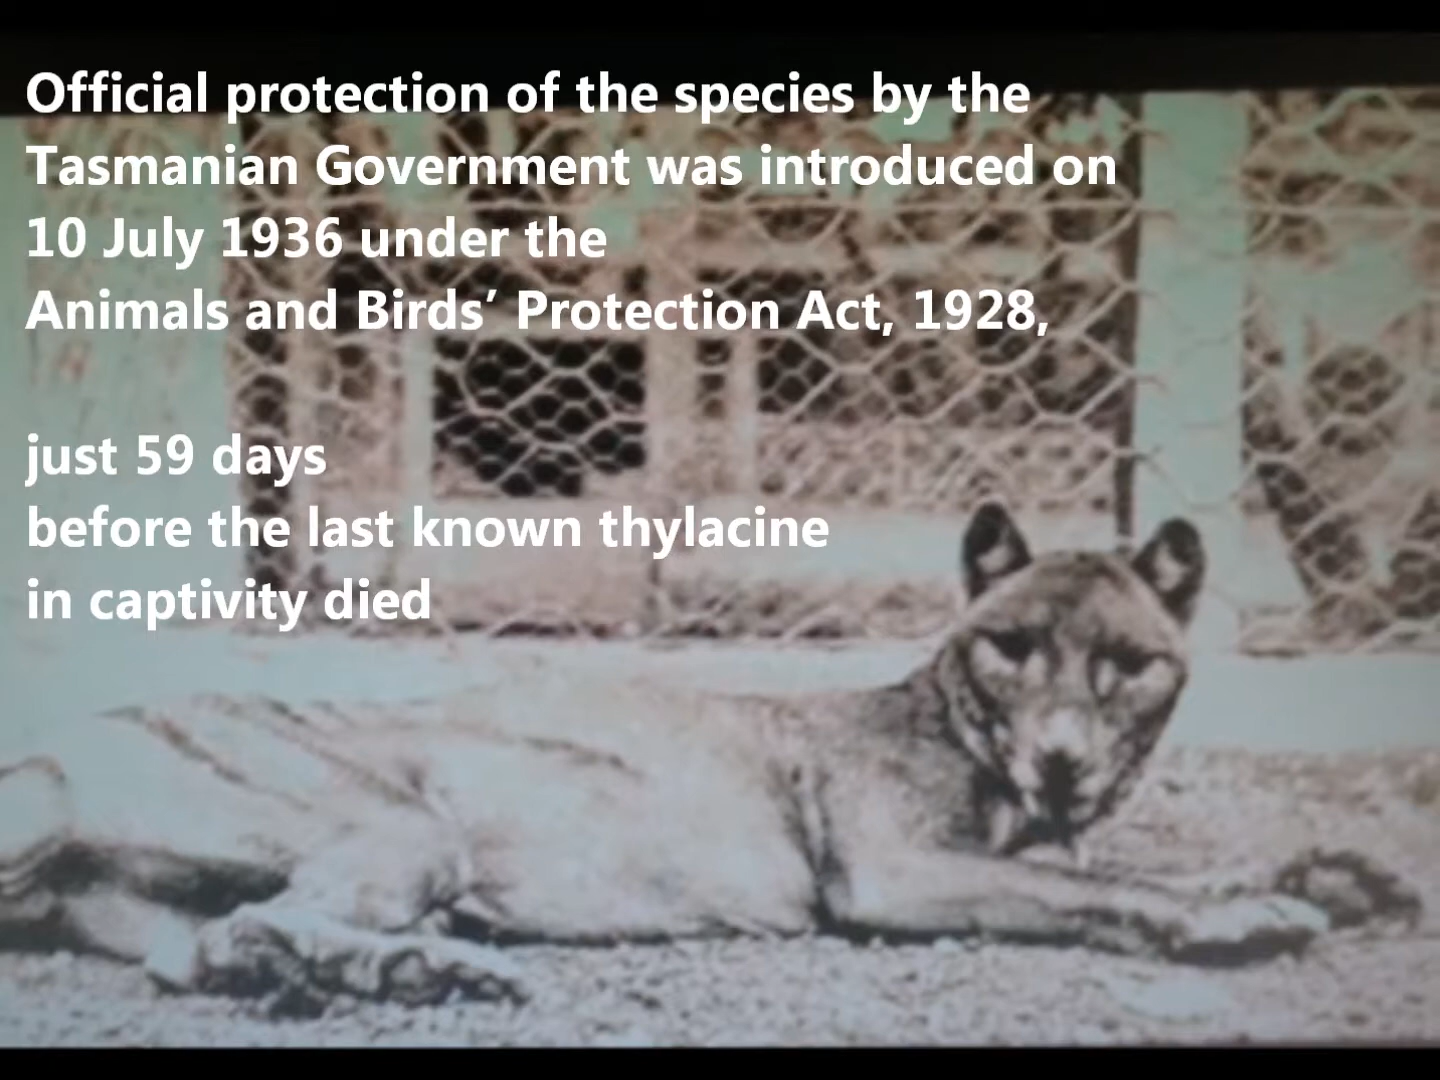 Official protection of the species by the
Tasmanian Government was introduced on
10 July 1936 under the
Animals and Birds’ Protection Act, 1928,
just 59 days
before the last known thylacine
in captivity died